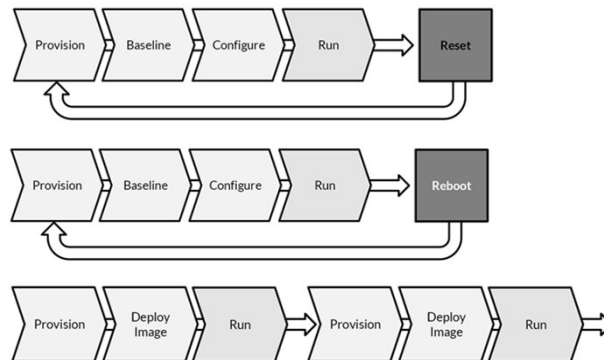 Provision
Baseline
Configure
Run
Reset
Provision
Baseline
Configure
Run
Reboot
Provision
Deploy
Image
Run
Provision
Deploy
Image
Run